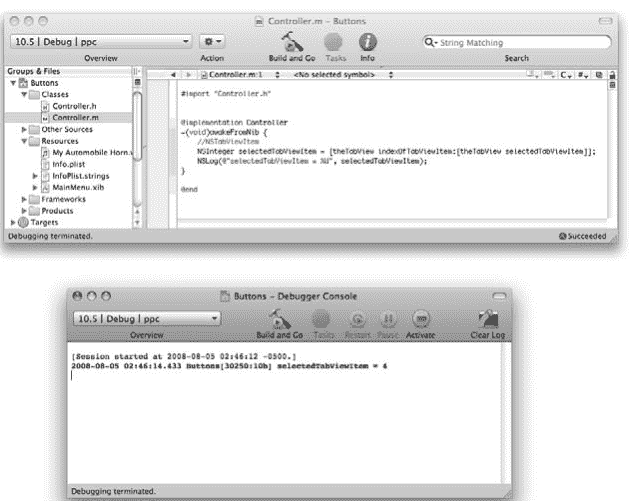 Controller.m – Buttons
10.5 | Debug | ppc
Overview
Action
Build and Go
Tasks
Info
String Matching
Search
Groups & Files
Controller.m:1
<No selected symbol>
Buttons
Classes
Controller.h
Controller.m
Other Sources
Resources
My Automobile Horn
Info.plist
InfoPlist.strings
MainMenu.xib
Frameworks
Products
Targets
#import "Controller.h"
@implementation Controller
-(void)awakeFromNib {
//NSTabViewItem
NSInteger selectedTabViewItem = [theTabView indexOfTabViewItem:[theTabView selectedTabViewItem]];
NSLog(@"selectedTabViewItem = %d", selectedTabViewItem);
}
@end
Debugging terminated.
Succeeded
Buttons – Debugger Console
10.5 | Debug | ppc
Overview
Build and Go
Tasks
Restart
Pause
Activate
Clear Log
[Session started at 2008-08-05 02:46:12 -0500.]
2008-08-05 02:46:14.433 Buttons[30250:10b] selectedTabViewItem = 4
Debugging terminated.